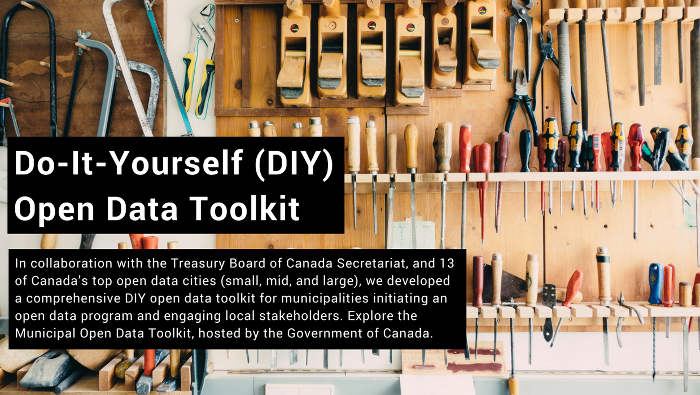 Do-It-Yourself (DIY)
Open Data Toolkit
In collaboration with the Treasury Board of Canada Secretariat, and 13
of Canada's top open data cities (small, mid, and large), we developed
a comprehensive DIY open data toolkit for municipalities initiating an
open data program and engaging local stakeholders. Explore the
Municipal Open Data Toolkit, hosted by the Government of Canada.